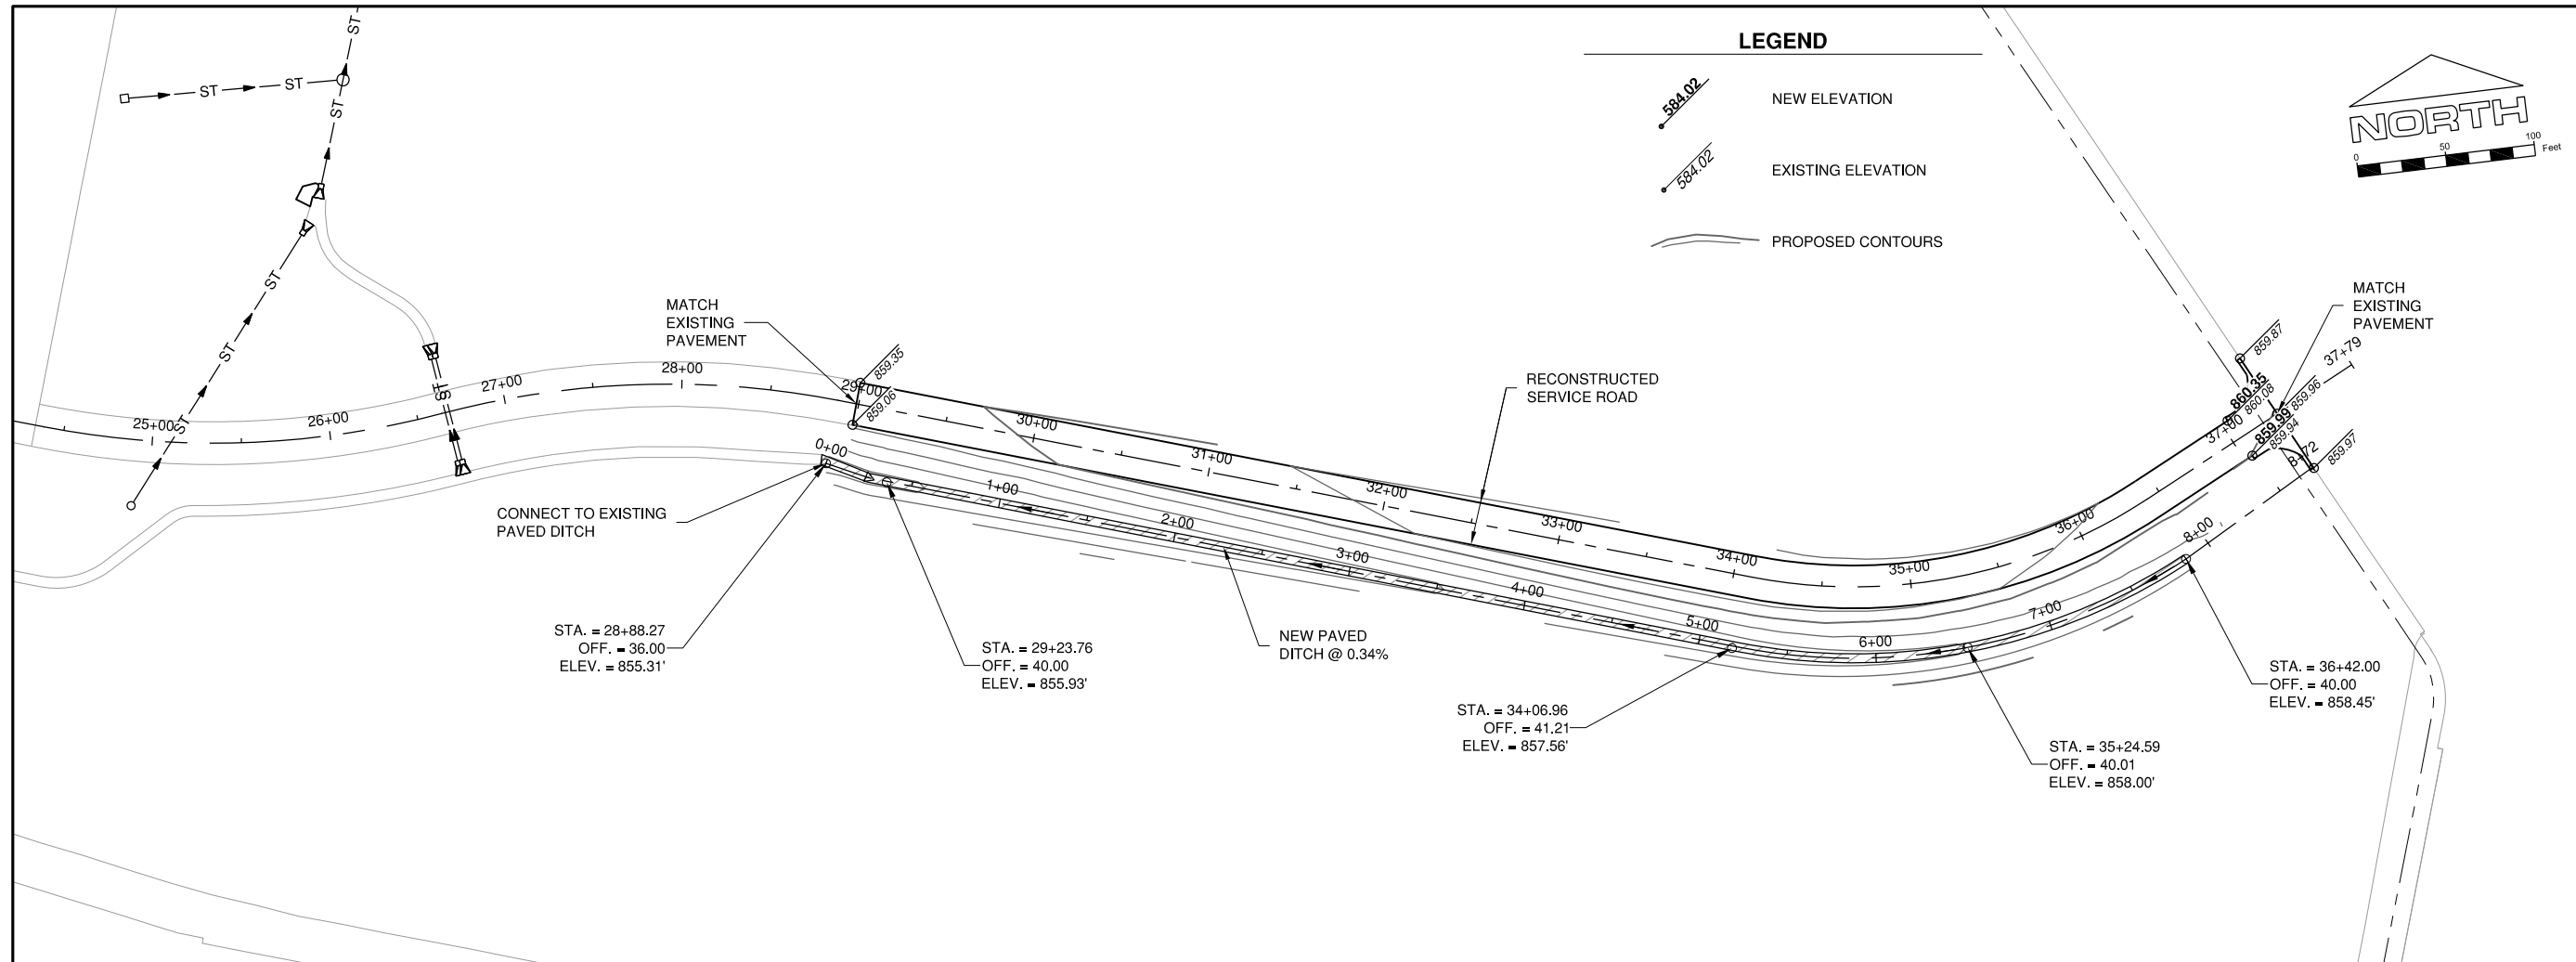 LEGEND
584.02
NEW ELEVATION
584.02
EXISTING ELEVATION
PROPOSED CONTOURS
NORTH
0
50
100
Feet
ST
ST
ST
ST
ST
ST
ST
ST
ST
25+00
26+00
27+00
28+00
29+00
30+00
31+00
32+00
33+00
34+00
35+00
36+00
37+00
37+79
MATCH
EXISTING
PAVEMENT
859.35
859.06
RECONSTRUCTED
SERVICE ROAD
MATCH
EXISTING
PAVEMENT
859.87
860.35
860.08
859.96
859.99
859.94
859.97
0+00
1+00
2+00
3+00
4+00
5+00
6+00
7+00
8+00
8+72
CONNECT TO EXISTING
PAVED DITCH
STA. = 28+88.27
OFF. = 36.00
ELEV. = 855.31'
STA. = 29+23.76
OFF. = 40.00
ELEV. = 855.93'
NEW PAVED
DITCH @ 0.34%
STA. = 34+06.96
OFF. = 41.21
ELEV. = 857.56'
STA. = 35+24.59
OFF. = 40.01
ELEV. = 858.00'
STA. = 36+42.00
OFF. = 40.00
ELEV. = 858.45'